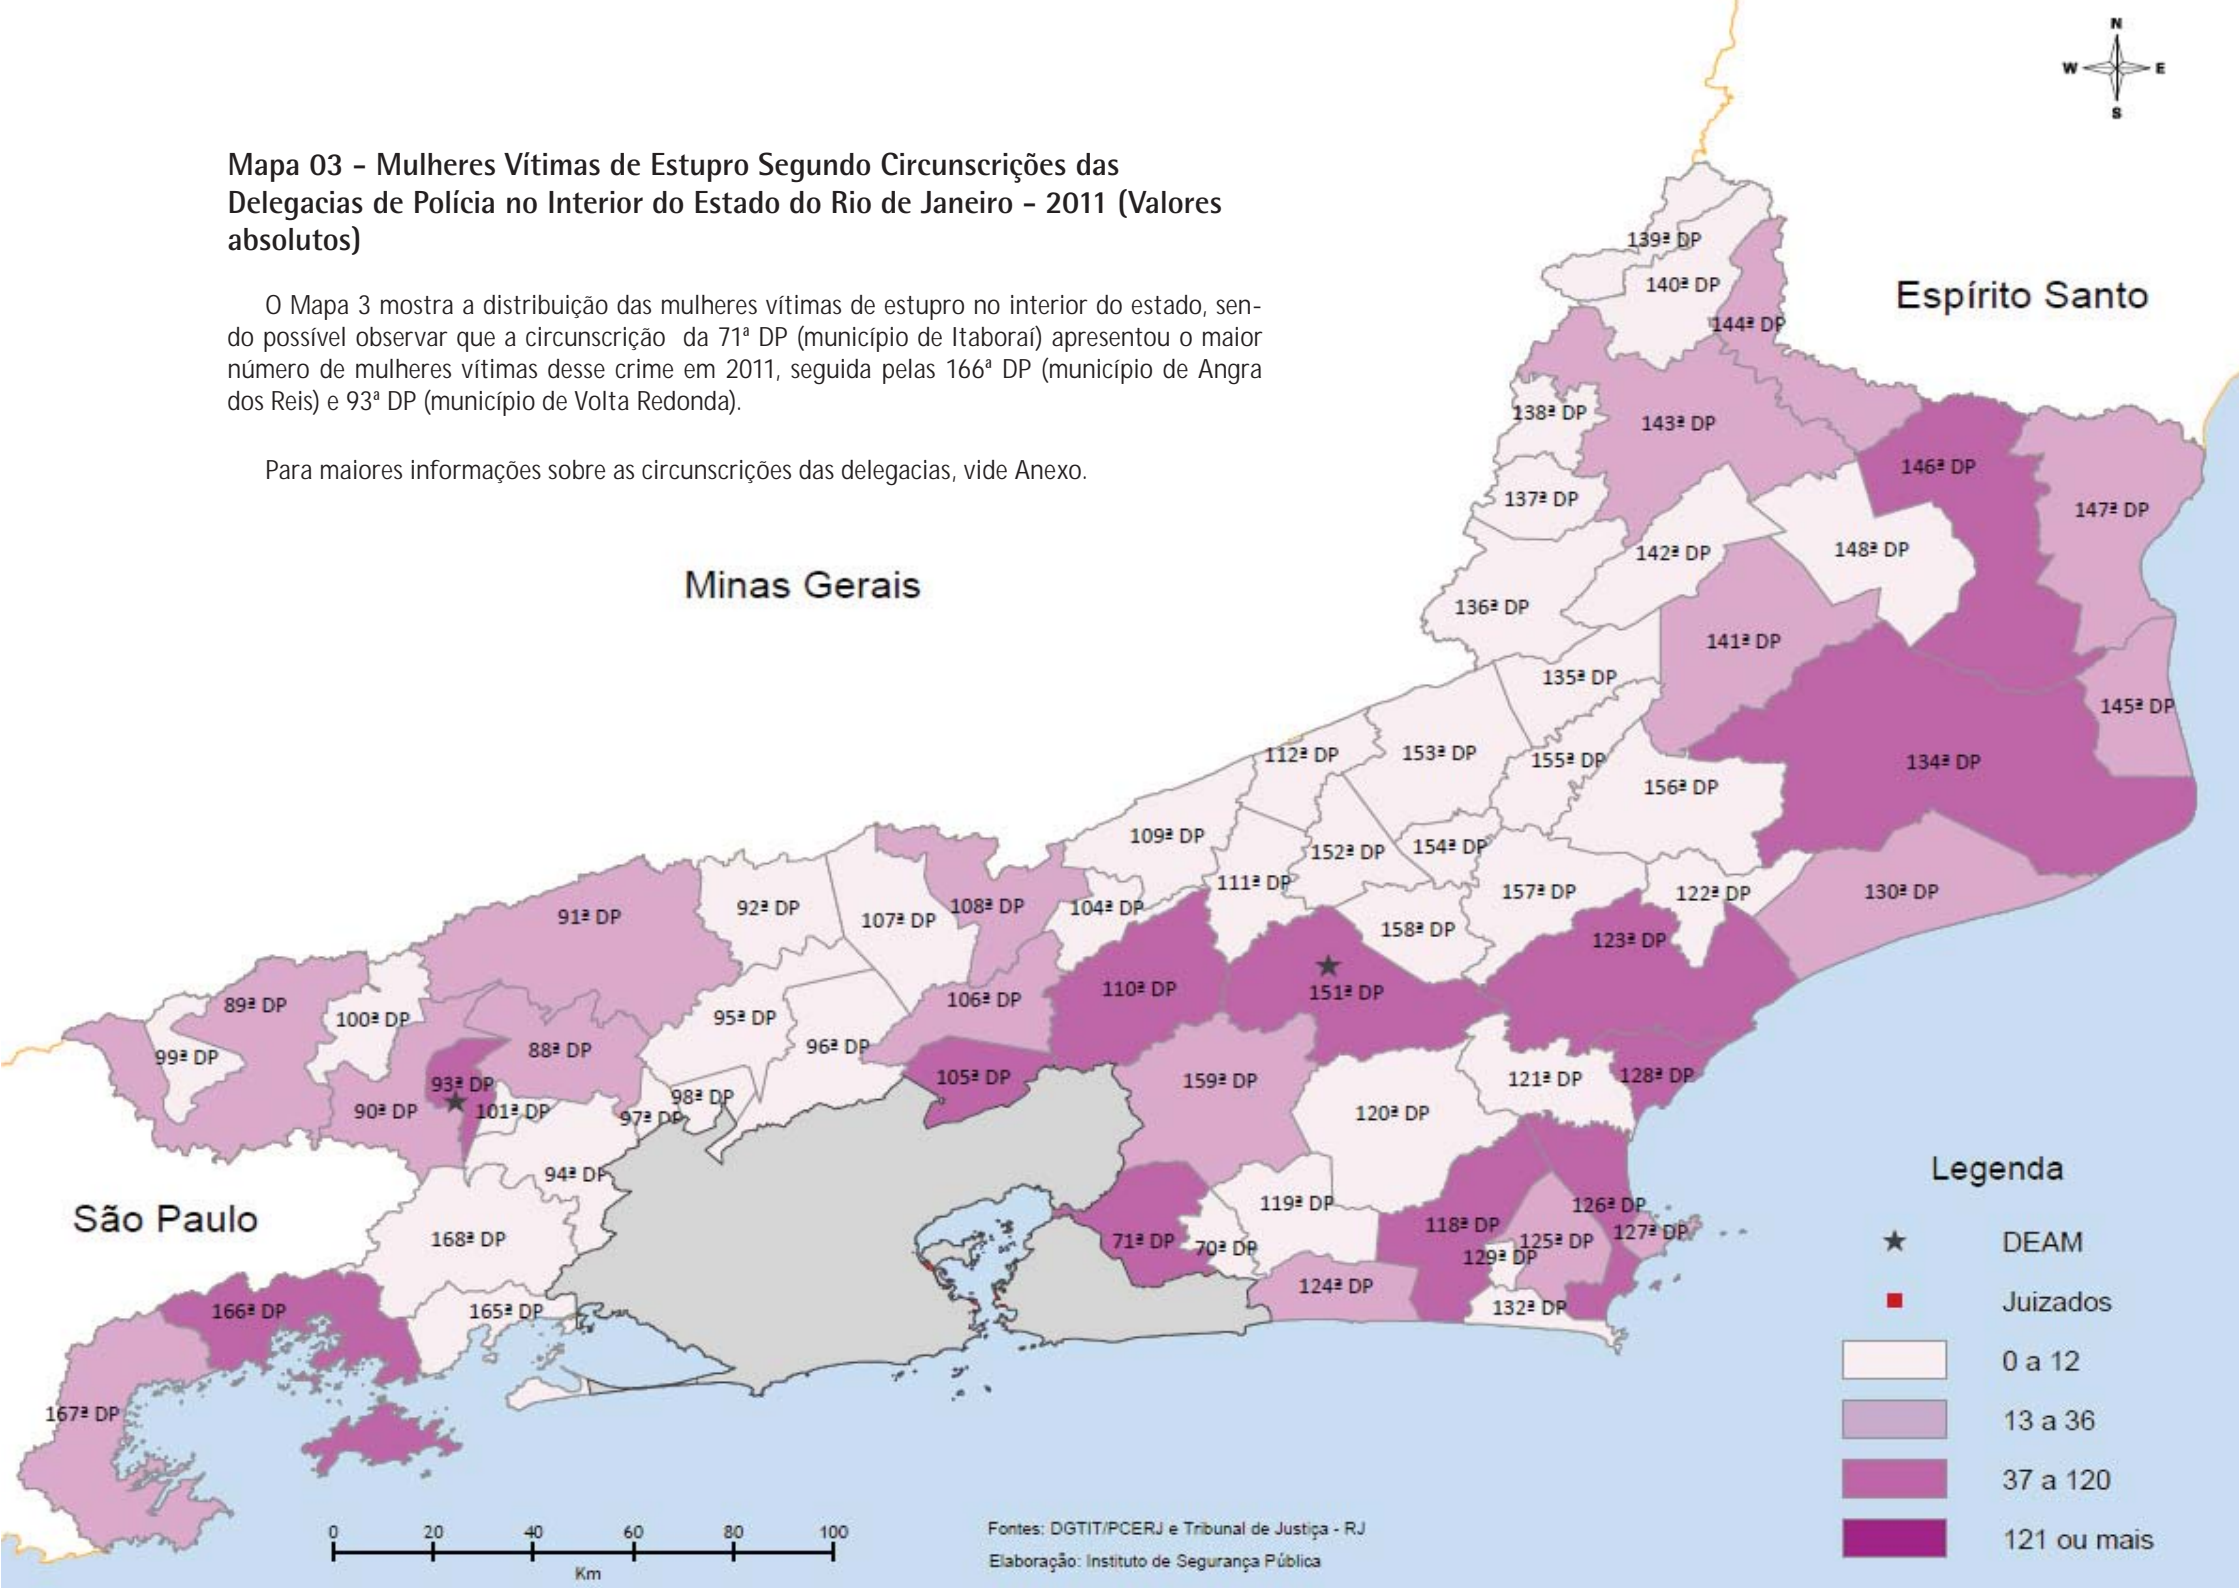 N
W E
S
Mapa 03 - Mulheres Vítimas de Estupro Segundo Circunscrições das
Delegacias de Polícia no Interior do Estado do Rio de Janeiro - 2011 (Valores
absolutos)
O Mapa 3 mostra a distribuição das mulheres vítimas de estupro no interior do estado, sen-
do possível observar que a circunscrição da 71ª DP (município de Itaboraí) apresentou o maior
número de mulheres vítimas desse crime em 2011, seguida pelas 166ª DP (município de Angra
dos Reis) e 93ª DP (município de Volta Redonda).
Para maiores informações sobre as circunscrições das delegacias, vide Anexo.
Minas Gerais
Espírito Santo
São Paulo
139ª DP
140ª DP
144ª DP
138ª DP
143ª DP
146ª DP
137ª DP
147ª DP
142ª DP
148ª DP
136ª DP
141ª DP
135ª DP
145ª DP
112ª DP
153ª DP
155ª DP
134ª DP
156ª DP
109ª DP
152ª DP
154ª DP
111ª DP
157ª DP
122ª DP
130ª DP
91ª DP
92ª DP
107ª DP
108ª DP
104ª DP
158ª DP
123ª DP
89ª DP
100ª DP
95ª DP
106ª DP
110ª DP
151ª DP
99ª DP
88ª DP
96ª DP
93ª DP
105ª DP
159ª DP
121ª DP
128ª DP
90ª DP
101ª DP
97ª DP
98ª DP
120ª DP
94ª DP
119ª DP
126ª DP
168ª DP
71ª DP
70ª DP
118ª DP
125ª DP
127ª DP
129ª DP
124ª DP
132ª DP
166ª DP
165ª DP
167ª DP
Legenda
DEAM
Juizados
0 a 12
13 a 36
37 a 120
121 ou mais
0 20 40 60 80 100
Km
Fontes: DGTIT/PCERJ e Tribunal de Justiça - RJ
Elaboração: Instituto de Segurança Pública